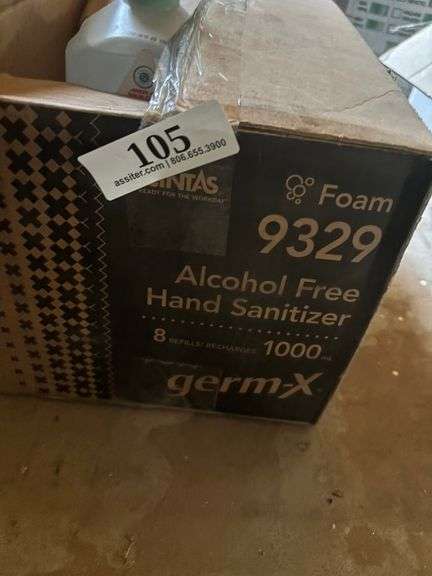 105
assiter.com | 806.655.3900
CINTAS
READY FOR THE WORKDAY
Foam
9329
Alcohol Free
Hand Sanitizer
8 REFILLS/ RECHARGES 1000 mL
germ-x